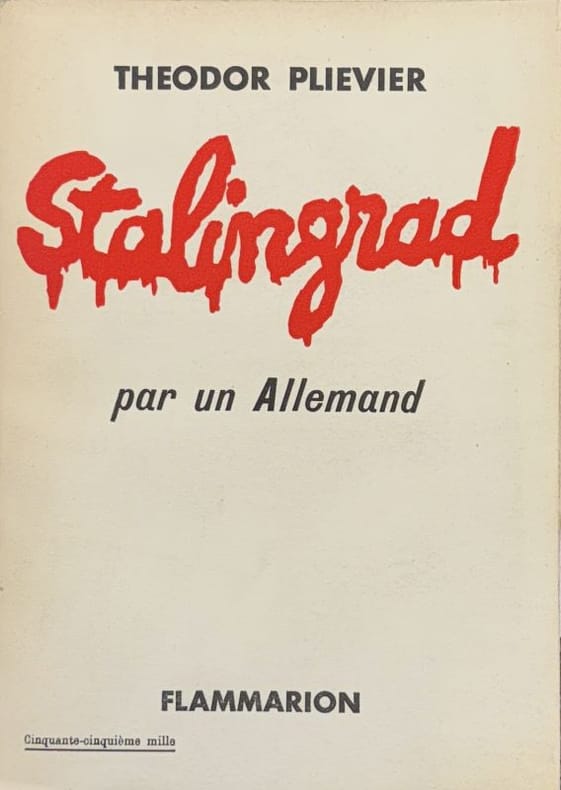 THEODOR PLIEVIER
Stalingrad
par un Allemand
FLAMMARION
Cinquante-cinquième mille